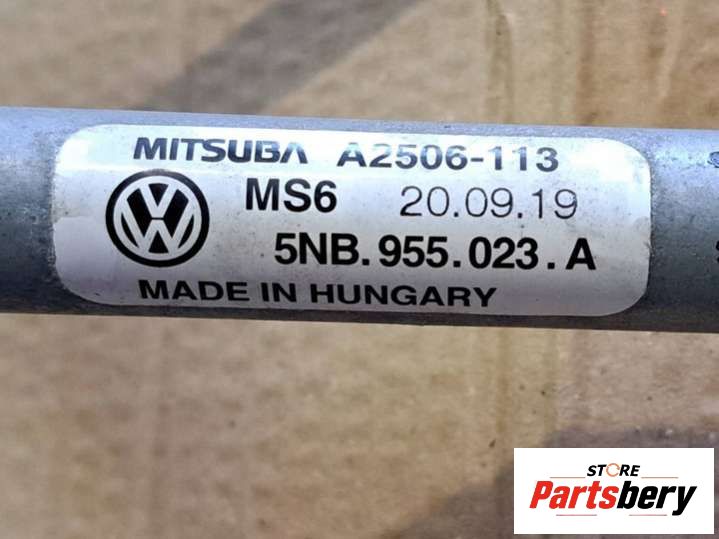 MITSUBA A2506-113
MS6 20.09.19
5NB.955.023.A
MADE IN HUNGARY
STORE
Partsbery